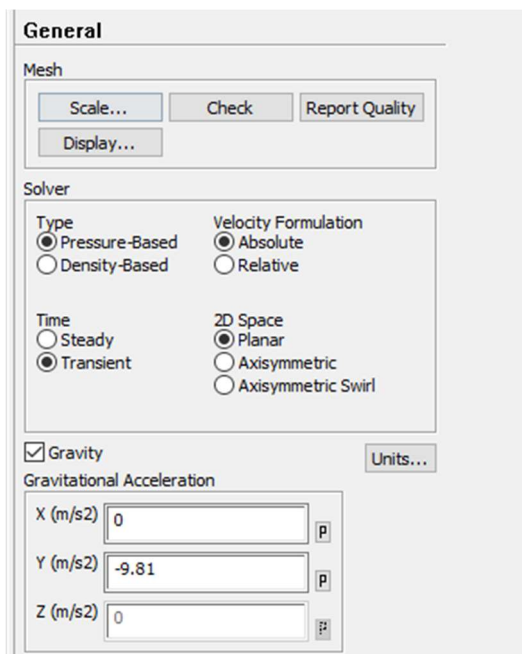 General
Mesh
Scale... Check Report Quality
Display...
Solver
Type Velocity Formulation
Pressure-Based Absolute
Density-Based Relative
Time 2D Space
Steady Planar
Transient Axisymmetric
Axisymmetric Swirl
Gravity Units...
Gravitational Acceleration
X (m/s2) 0 P
Y (m/s2) -9.81 P
Z (m/s2) 0 P